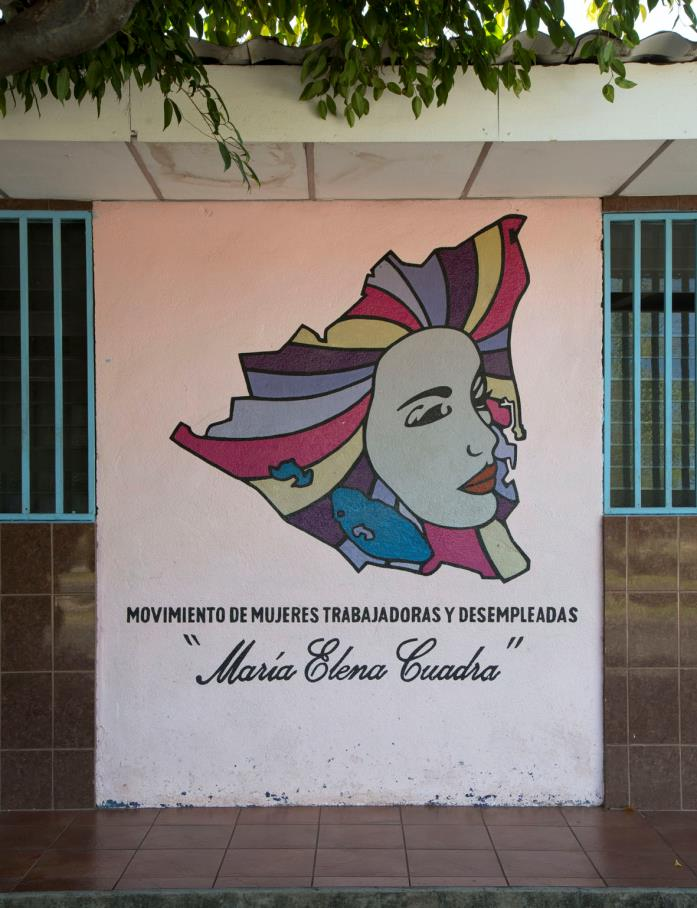 MOVIMIENTO DE MUJERES TRABAJADORAS Y DESEMPLEADAS
"María Elena Cuadra"